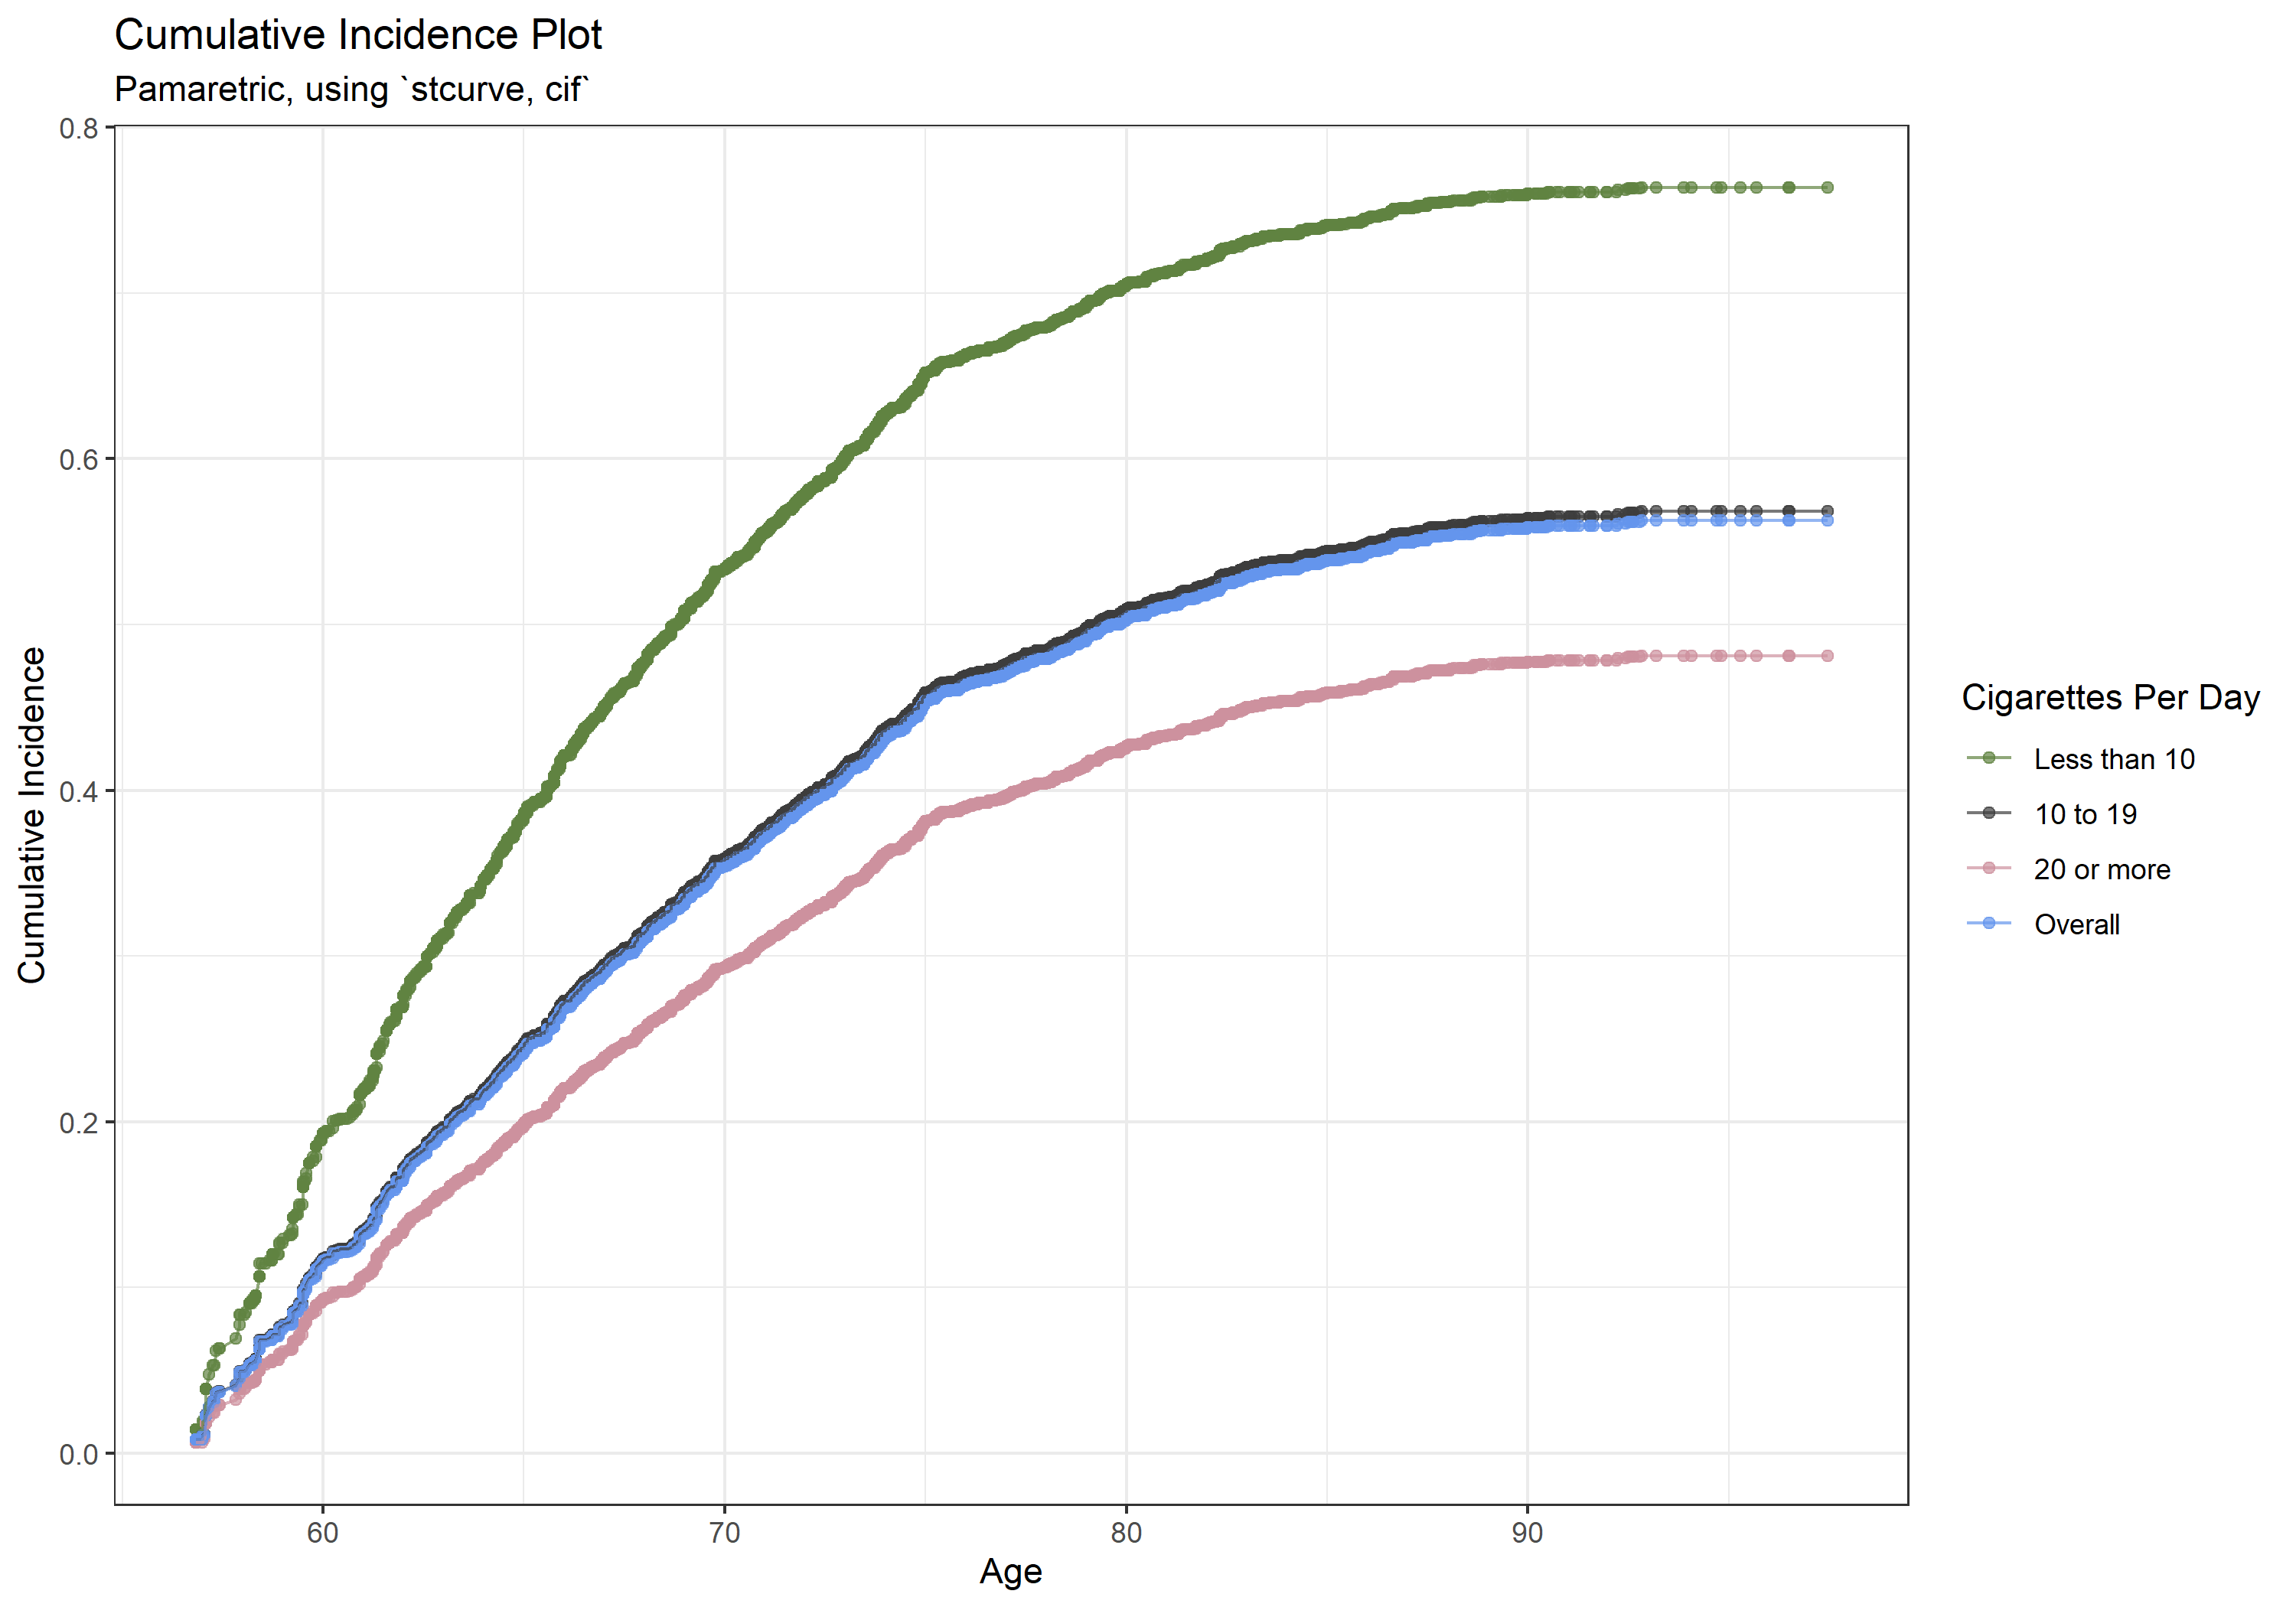 Cumulative Incidence Plot
Pamaretric, using `stcurve, cif`
0.8
0.6
0.4
0.2
0.0
Cumulative Incidence
60 70 80 90
Age
Cigarettes Per Day
Less than 10
10 to 19
20 or more
Overall